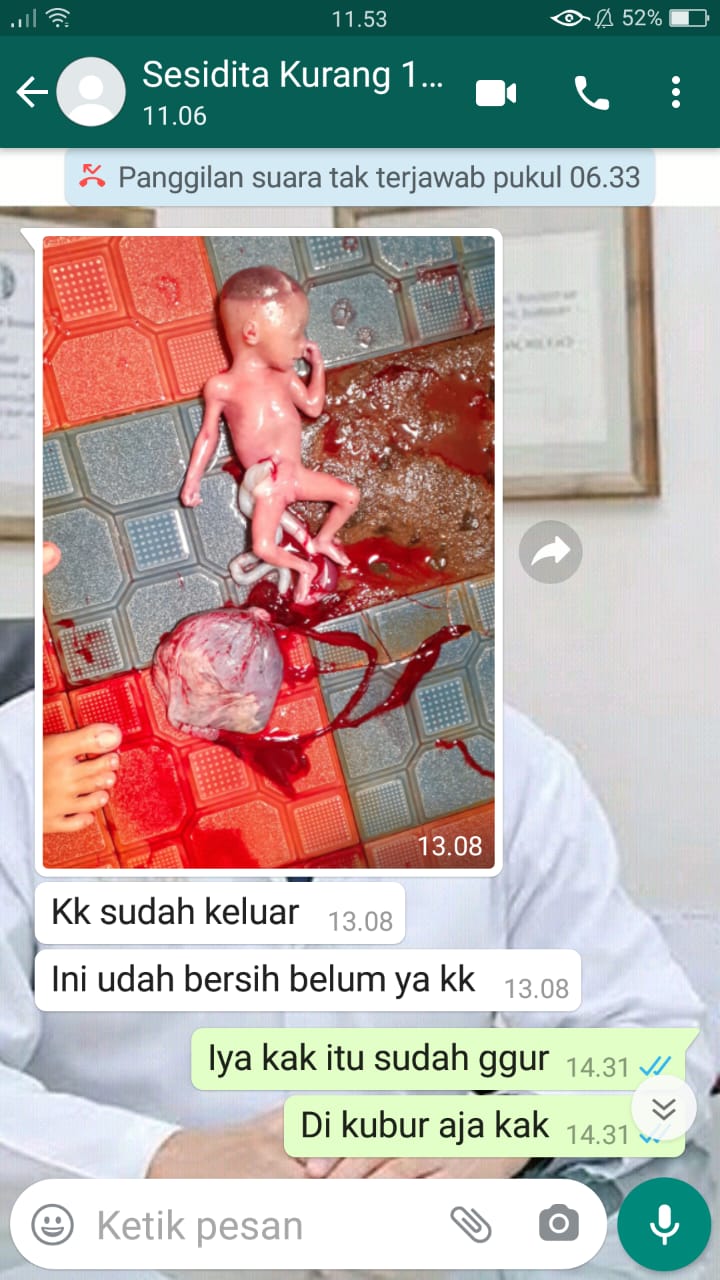 11.53
52%
Sesidita Kurang 1...
11.06
Panggilan suara tak terjawab pukul 06.33
13.08
Kk sudah keluar 13.08
Ini udah bersih belum ya kk 13.08
Iya kak itu sudah ggur 14.31
Di kubur aja kak 14.31
Ketik pesan